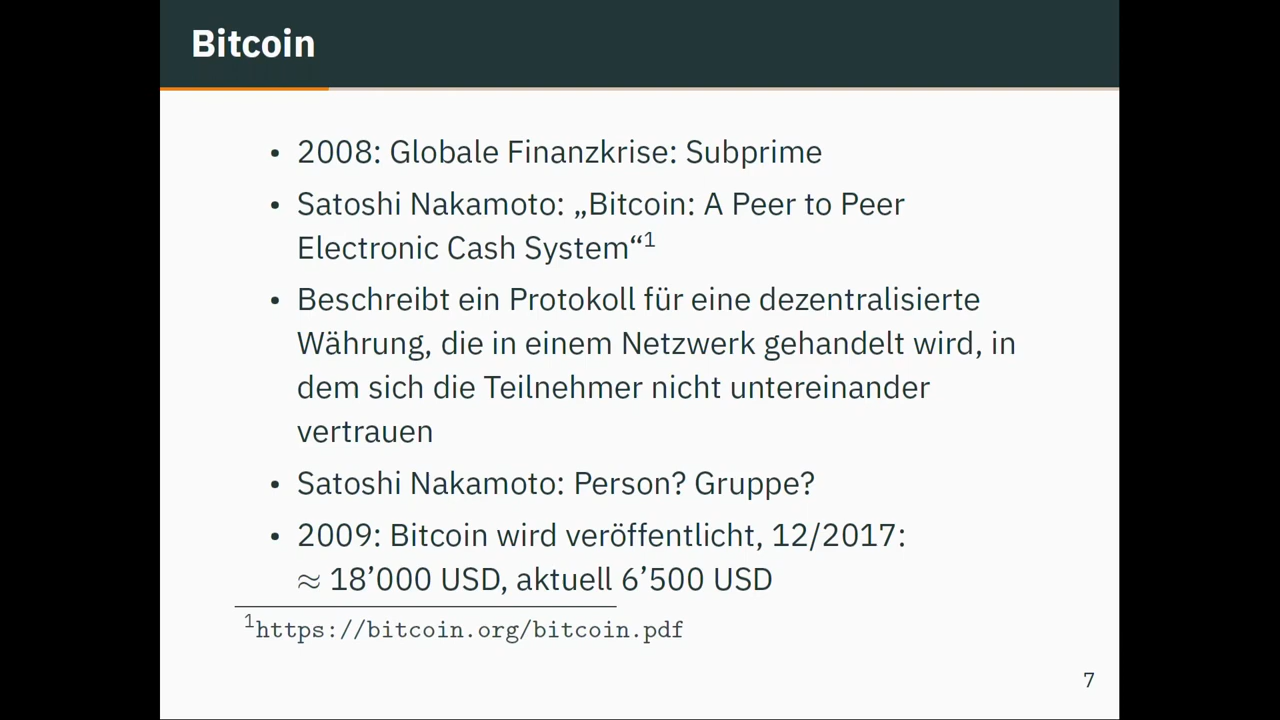 Bitcoin
• 2008: Globale Finanzkrise: Subprime
• Satoshi Nakamoto: „Bitcoin: A Peer to Peer
Electronic Cash System“1
• Beschreibt ein Protokoll für eine dezentralisierte
Währung, die in einem Netzwerk gehandelt wird, in
dem sich die Teilnehmer nicht untereinander
vertrauen
• Satoshi Nakamoto: Person? Gruppe?
• 2009: Bitcoin wird veröffentlicht, 12/2017:
≈ 18’000 USD, aktuell 6’500 USD
1https://bitcoin.org/bitcoin.pdf
7